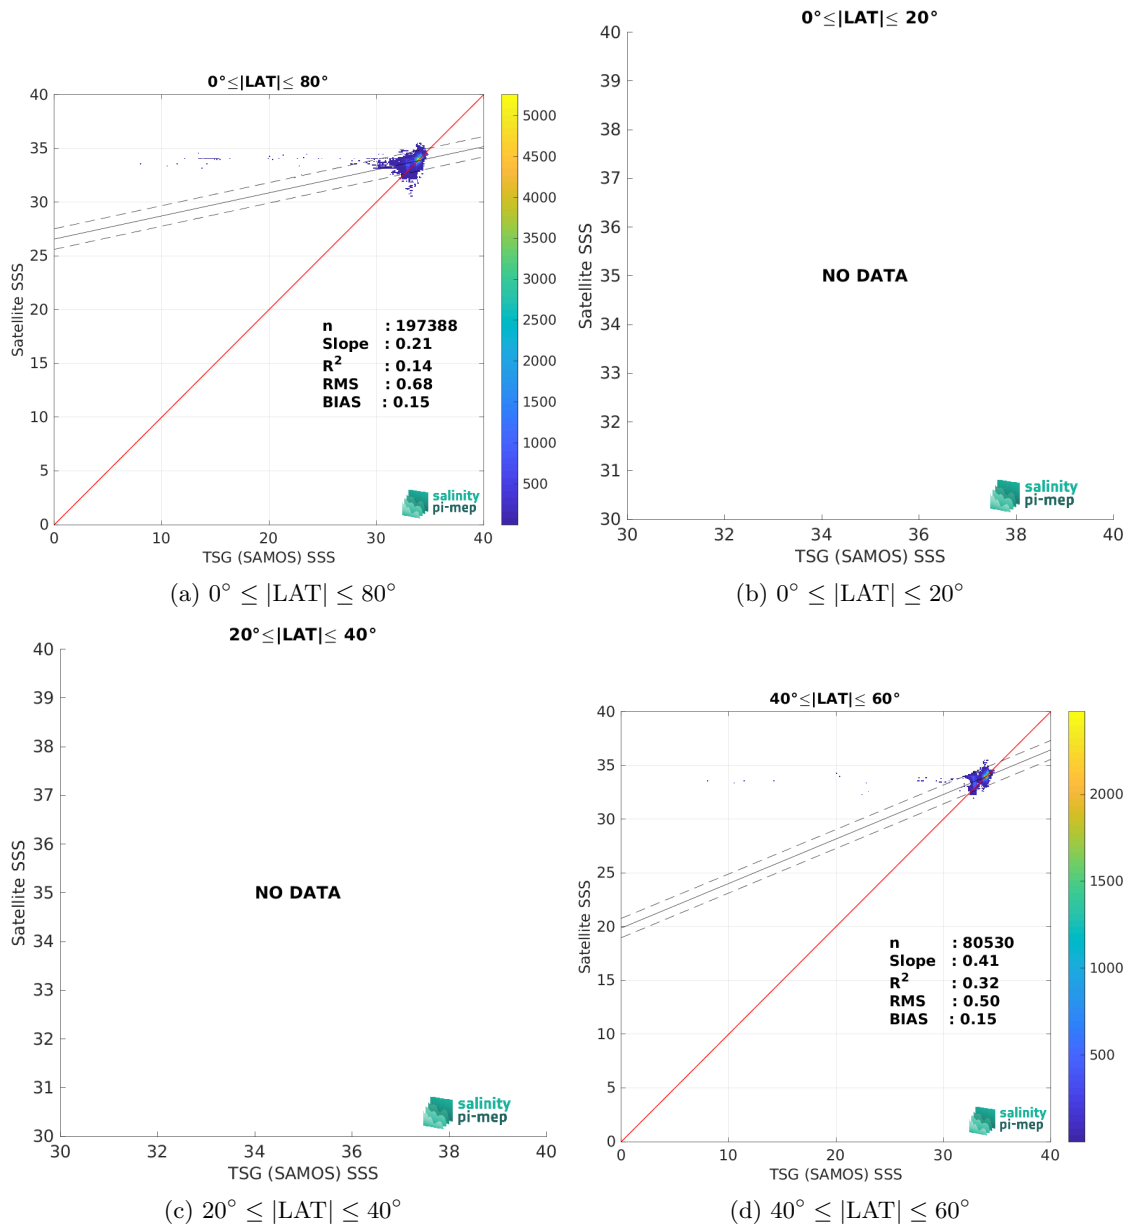 0°≤|LAT|≤ 80°
40
35
30
25
20
15
10
5
0
Satellite SSS
n : 197388
Slope : 0.21
R² : 0.14
RMS : 0.68
BIAS : 0.15
salinity
pi-mep
0 10 20 30 40
TSG (SAMOS) SSS
5000
4500
4000
3500
3000
2500
2000
1500
1000
500
(a) 0° ≤ |LAT| ≤ 80°
0°≤|LAT|≤ 20°
40
39
38
37
36
35
34
33
32
31
30
Satellite SSS
NO DATA
salinity
pi-mep
30 32 34 36 38 40
TSG (SAMOS) SSS
(b) 0° ≤ |LAT| ≤ 20°
20°≤|LAT|≤ 40°
40
39
38
37
36
35
34
33
32
31
30
Satellite SSS
NO DATA
salinity
pi-mep
30 32 34 36 38 40
TSG (SAMOS) SSS
(c) 20° ≤ |LAT| ≤ 40°
40°≤|LAT|≤ 60°
40
35
30
25
20
15
10
5
0
Satellite SSS
n : 80530
Slope : 0.41
R² : 0.32
RMS : 0.50
BIAS : 0.15
salinity
pi-mep
0 10 20 30 40
TSG (SAMOS) SSS
2000
1500
1000
500
(d) 40° ≤ |LAT| ≤ 60°